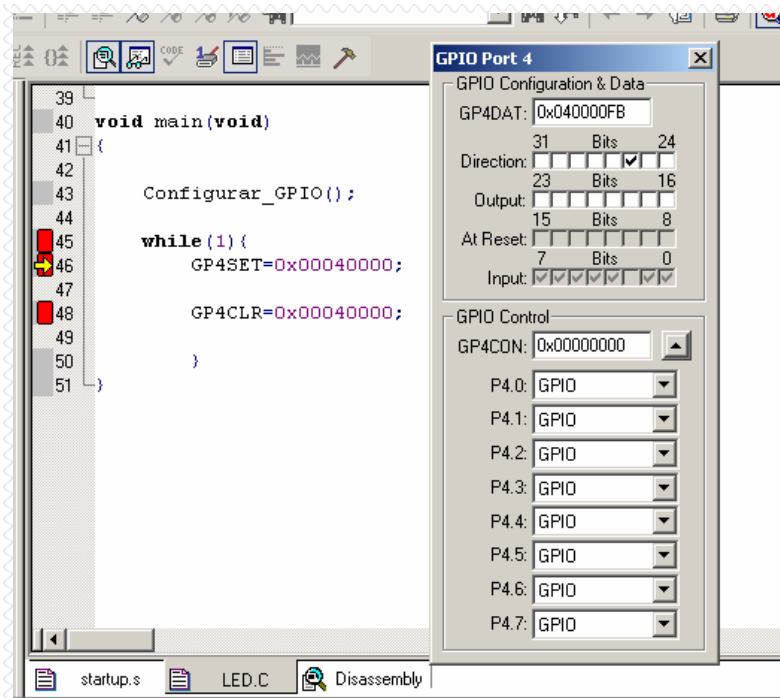 CODE
39
40 void main(void)
41 {
42
43 Configurar_GPIO();
44
45 while(1){
46 GP4SET=0x00040000;
47
48 GP4CLR=0x00040000;
49
50 }
51 }
startup.s LED.C Disassembly
GPIO Port 4
GPIO Configuration & Data
GP4DAT: 0x040000FB
31 Bits 24
Direction:
23 Bits 16
Output:
15 Bits 8
At Reset:
7 Bits 0
Input:
GPIO Control
GP4CON: 0x00000000
P4.0: GPIO
P4.1: GPIO
P4.2: GPIO
P4.3: GPIO
P4.4: GPIO
P4.5: GPIO
P4.6: GPIO
P4.7: GPIO